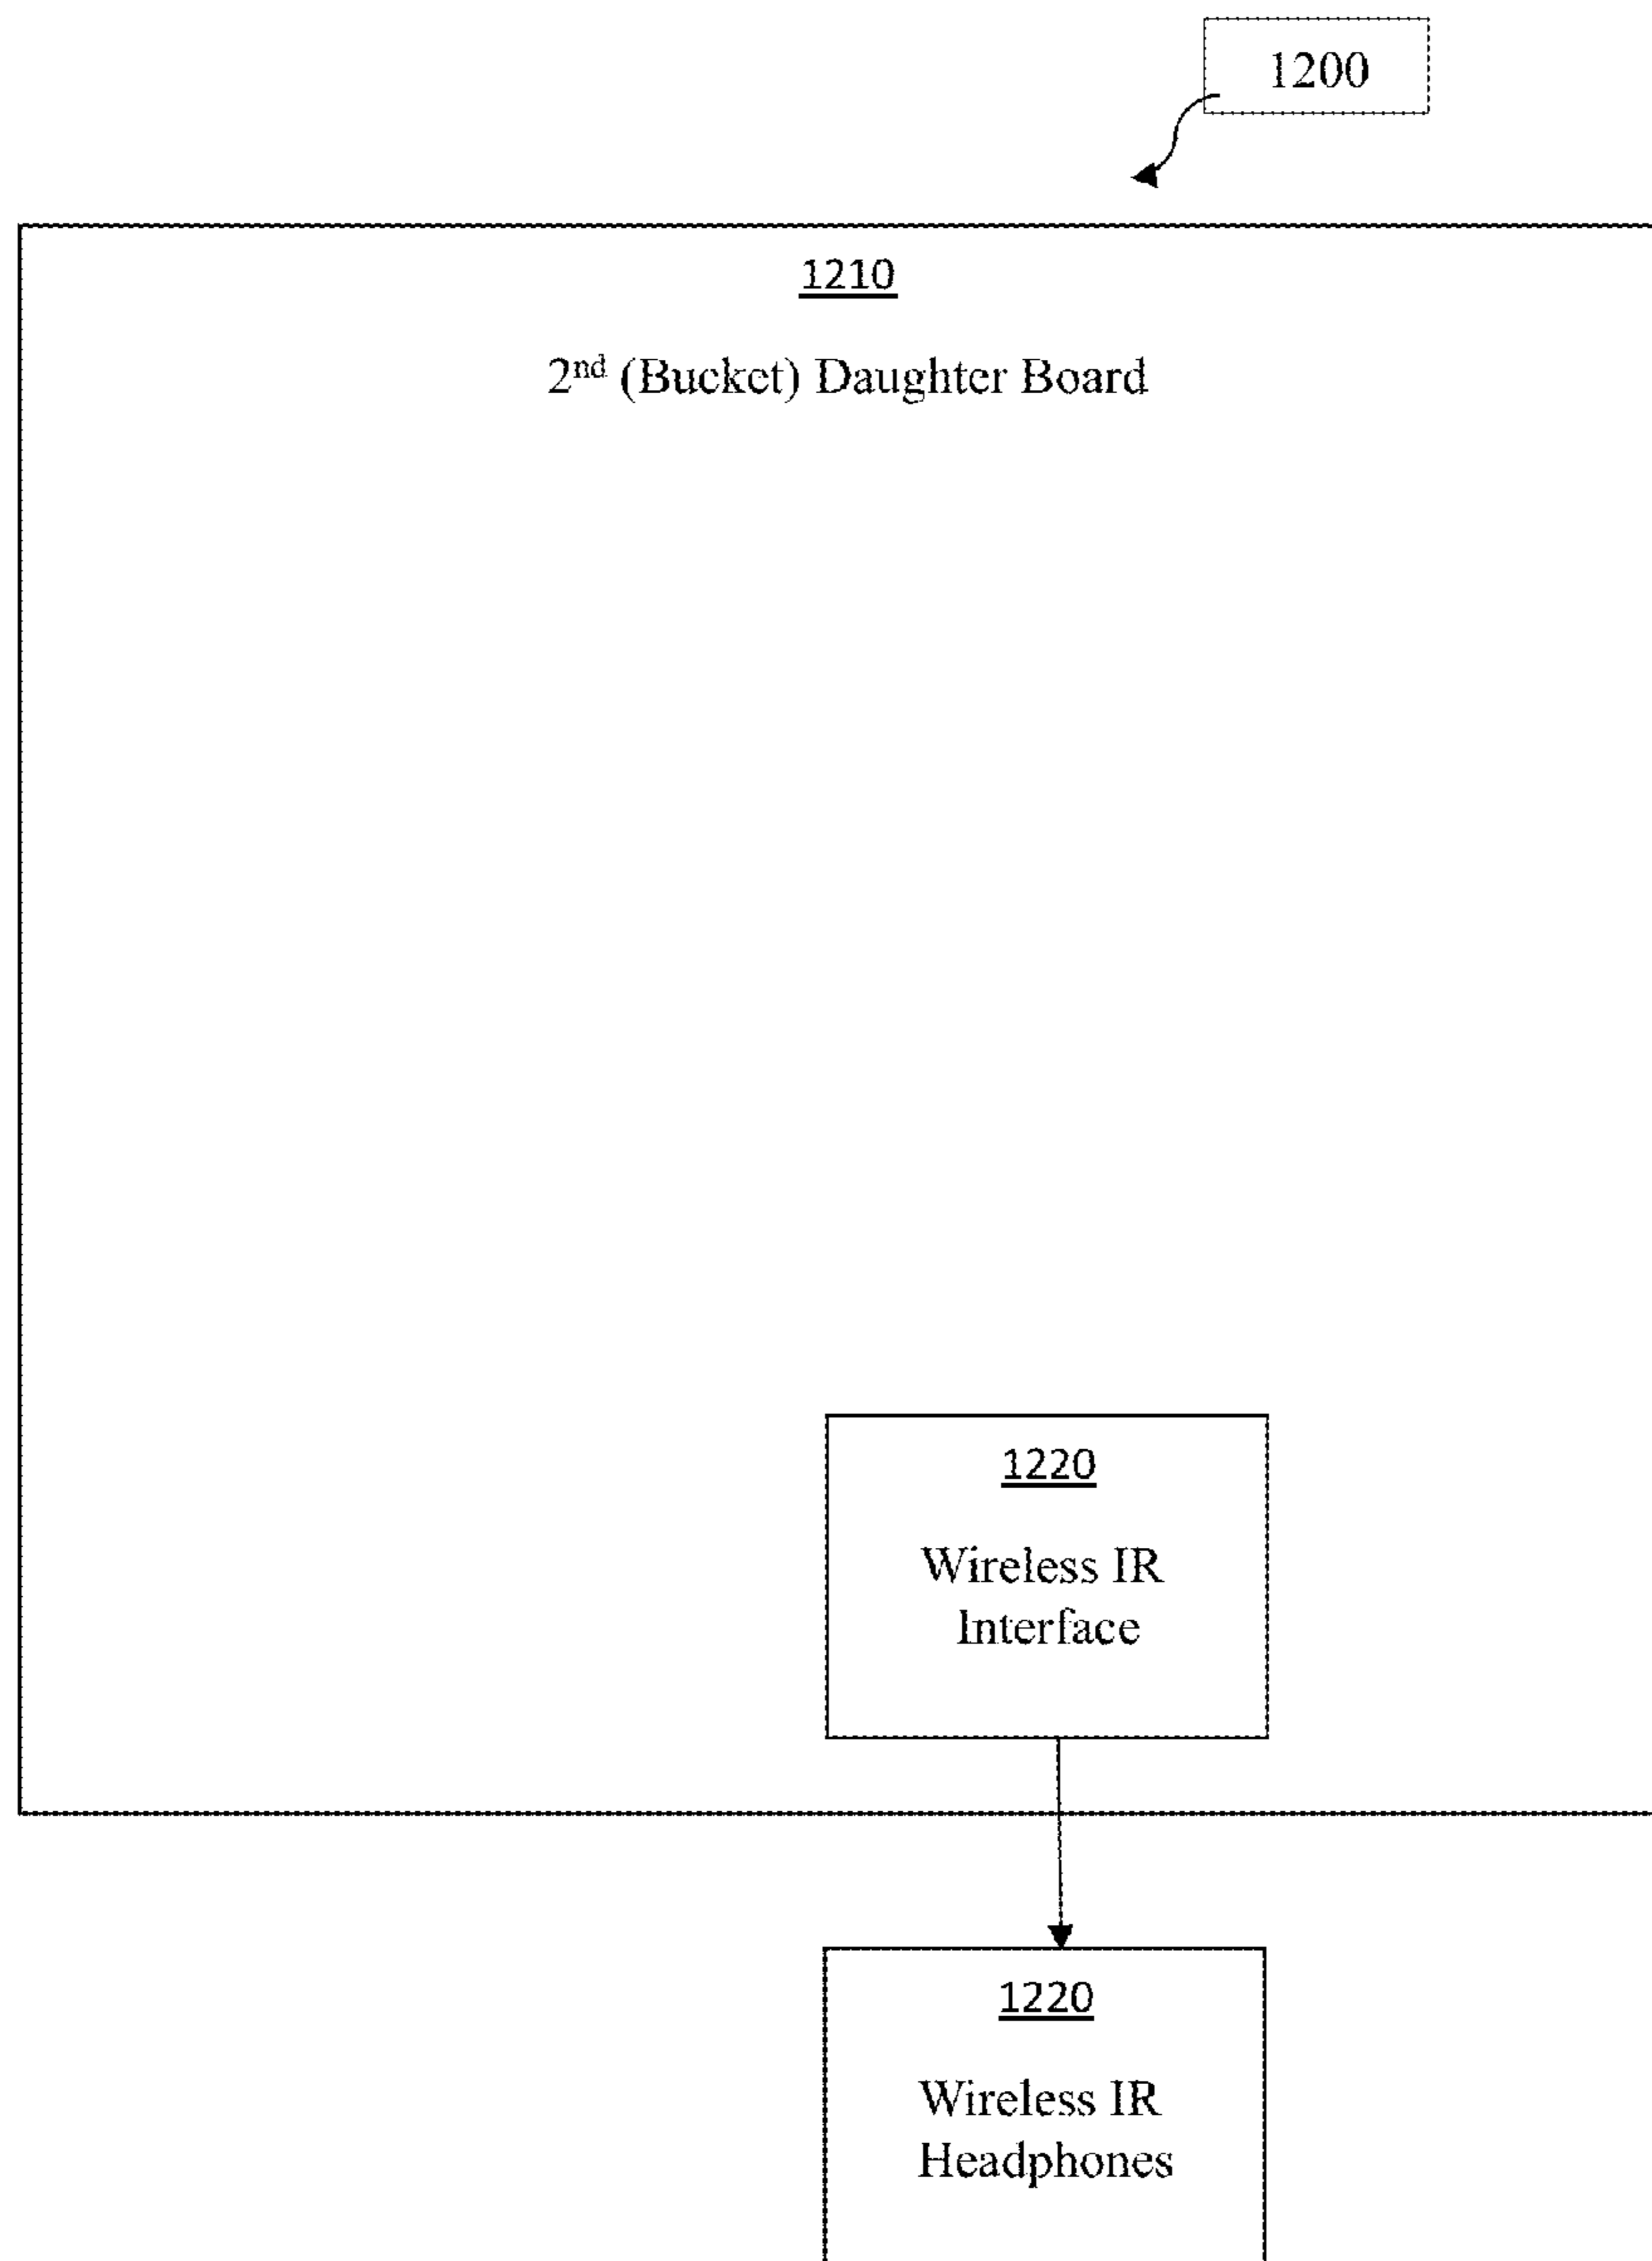 1200
1210
2nd (Bucket) Daughter Board
1220
Wireless IR
Interface
1220
Wireless IR
Headphones